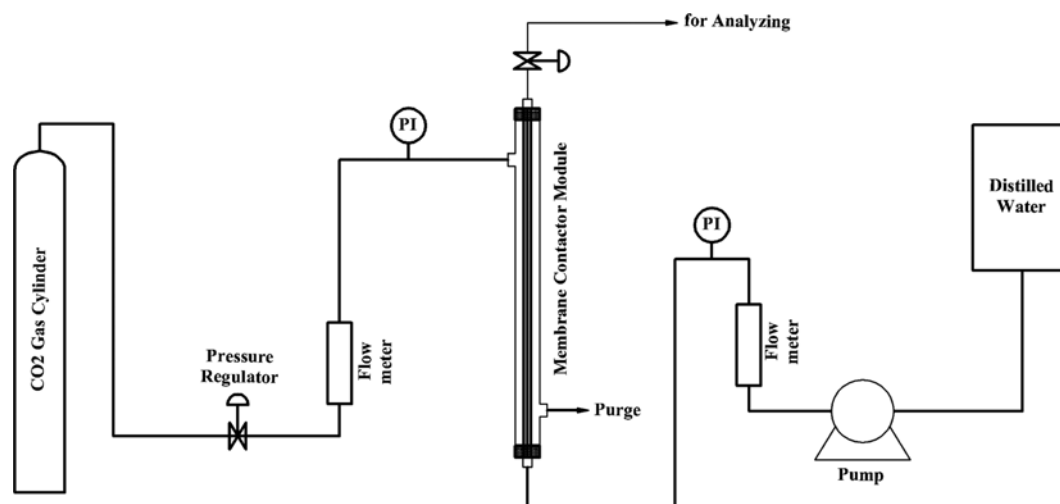 for Analyzing
PI
CO2 Gas Cylinder
Pressure
Regulator
Flow
meter
Membrane Contactor Module
Purge
PI
Flow
meter
Pump
Distilled
Water